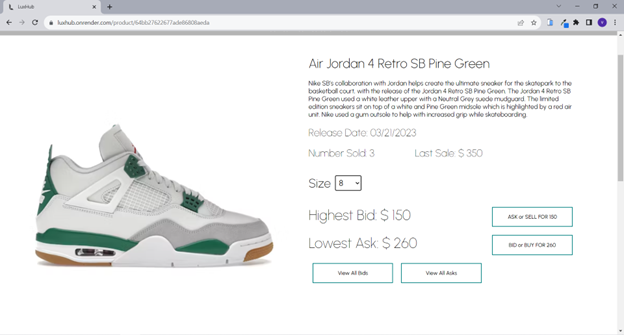 LuxHub
luxhub.onrender.com/product/64bb27622677ade86808aeda
Air Jordan 4 Retro SB Pine Green
Nike SB's collaboration with Jordan helps create the ultimate sneaker for the skatepark to the
basketball court. with the release of the Jordan 4 Retro SB Pine Green. The Jordan 4 Retro SB
Pine Green used a white leather upper with a Neutral Grey suede mudguard. The limited
edition sneakers sit on top of a white and Pine Green midsole which is highlighted by a red air
unit. Nike used a gum outsole to help with increased grip while skateboarding.
Release Date: 03/21/2023
Number Sold: 3 Last Sale: $ 350
Size 8
Highest Bid: $ 150 ASK or SELL FOR 150
Lowest Ask: $ 260 BID or BUY FOR 260
View All Bids View All Asks